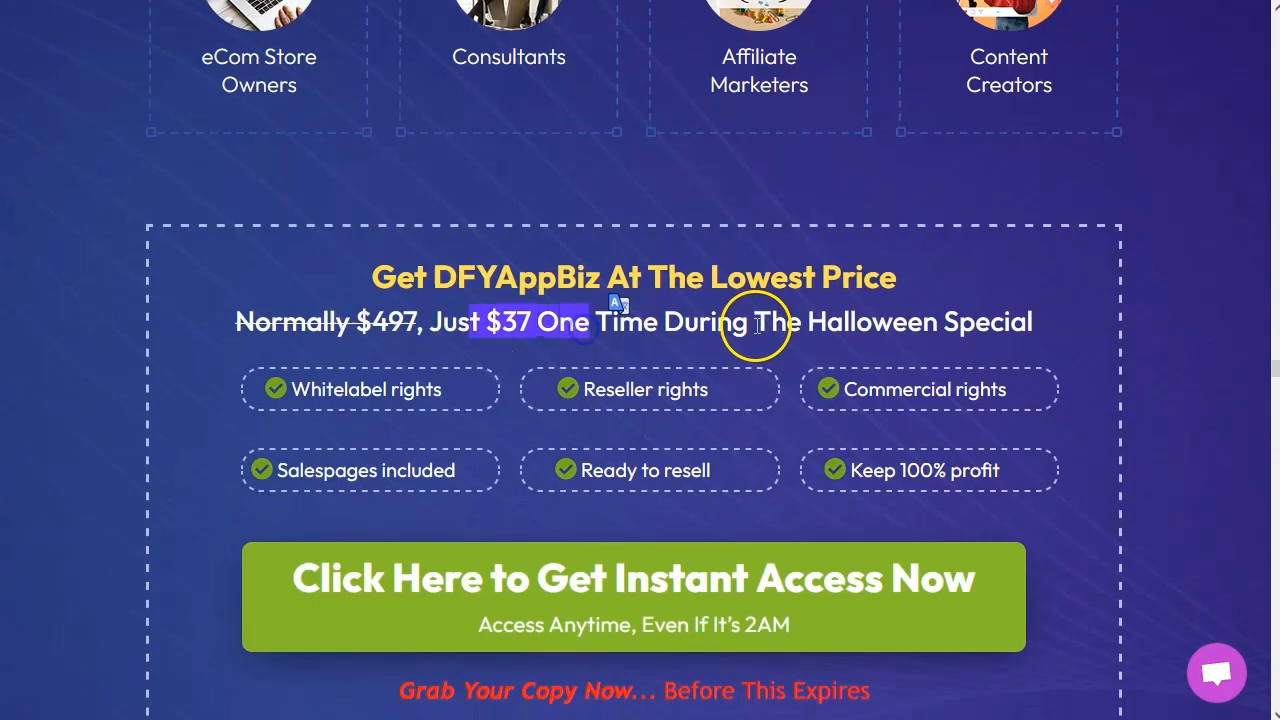 eCom Store
Owners
Consultants
Affiliate
Marketers
Content
Creators
Get DFYAppBiz At The Lowest Price
Normally $497, Just $37 One Time During The Halloween Special
Whitelabel rights
Reseller rights
Commercial rights
Salespages included
Ready to resell
Keep 100% profit
Click Here to Get Instant Access Now
Access Anytime, Even If It's 2AM
Grab Your Copy Now... Before This Expires